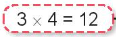 3 × 4 = 12